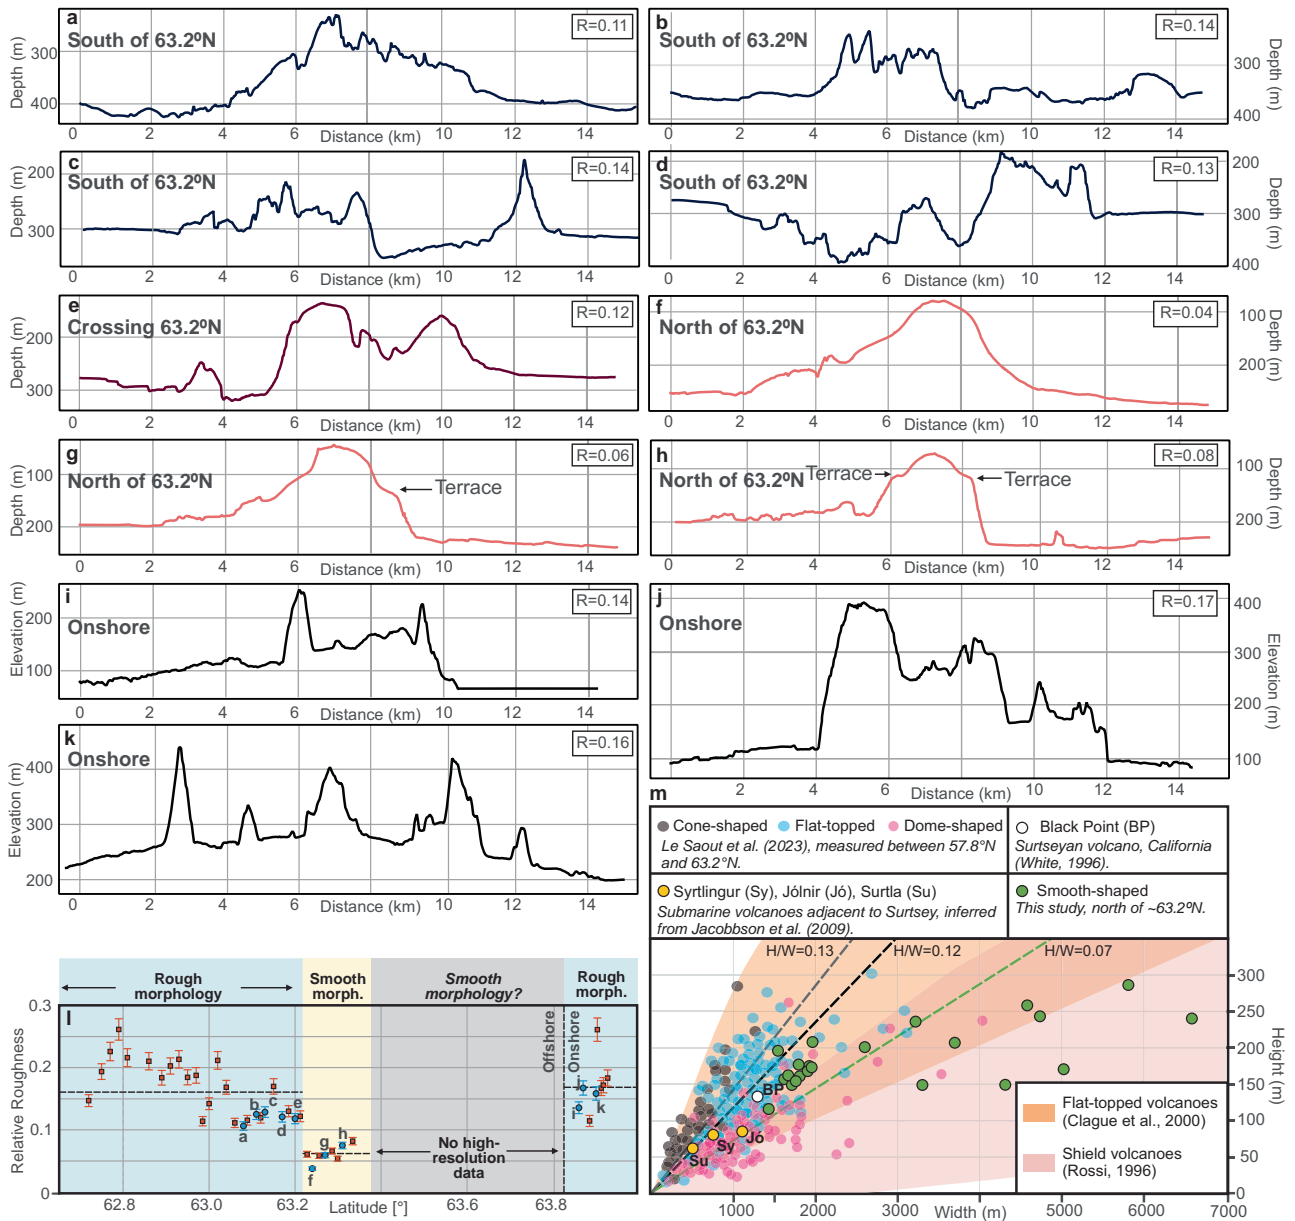 a
South of 63.2ºN
R=0.11
Depth (m)
300
400
2
4
6
8
10
12
14
0
Distance (km)
b
South of 63.2ºN
R=0.14
Depth (m)
300
400
0
2
4
6
8
10
12
14
Distance (km)
c
South of 63.2ºN
R=0.14
Depth (m)
200
300
0
2
4
6
8
10
12
14
Distance (km)
d
South of 63.2ºN
R=0.13
Depth (m)
200
300
400
0
2
4
6
8
10
12
14
Distance (km)
e
Crossing 63.2ºN
R=0.12
Depth (m)
200
300
0
2
4
6
8
10
12
14
Distance (km)
f
North of 63.2ºN
R=0.04
Depth (m)
100
200
0
2
4
6
8
10
12
14
Distance (km)
g
North of 63.2ºN
R=0.06
Terrace
Depth (m)
100
200
0
2
4
6
8
10
12
14
Distance (km)
h
North of 63.2ºN
R=0.08
Terrace
Terrace
Depth (m)
100
200
0
2
4
6
8
10
12
14
Distance (km)
i
Onshore
R=0.14
Elevation (m)
200
100
0
2
4
6
8
10
12
14
Distance (km)
j
Onshore
R=0.17
Elevation (m)
400
300
200
100
0
2
4
6
8
10
12
14
Distance (km)
k
Onshore
R=0.16
Elevation (m)
400
300
200
0
2
4
6
8
10
12
14
Distance (km)
Rough
morphology
Smooth
morph.
Smooth
morphology?
Rough
morph.
l
Offshore
Onshore
Relative Roughness
0.3
0.2
0.1
0
a
b
c
d
e
f
g
h
i
j
k
No high-
resolution
data
62.8
63.0
63.2
63.4
63.6
63.8
Latitude [°]
m
Cone-shaped
Flat-topped
Dome-shaped
Le Saout et al. (2023), measured between 57.8°N
and 63.2°N.
Black Point (BP)
Surtseyan volcano, California
(White, 1996).
Syrtlingur (Sy), Jólnir (Jó), Surtla (Su)
Submarine volcanoes adjacent to Surtsey, inferred
from Jacobbson et al. (2009).
Smooth-shaped
This study, north of ~63.2ºN.
H/W=0.13
H/W=0.12
H/W=0.07
BP
Jó
Sy
Su
Flat-topped volcanoes
(Clague et al., 2000)
Shield volcanoes
(Rossi, 1996)
Height (m)
300
250
200
150
100
50
0
1000
2000
3000
4000
5000
6000
7000
Width (m)